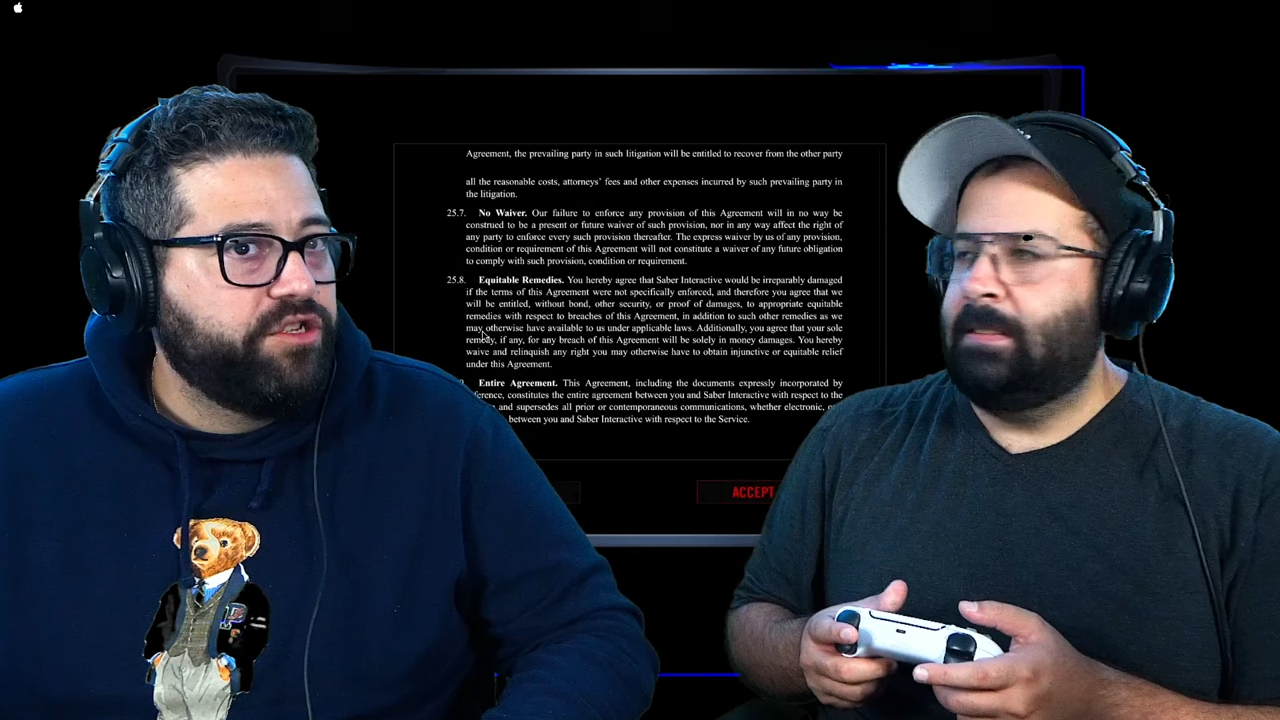 Agreement, the prevailing party in such litigation will be entitled to recover from the other party
all the reasonable costs, attorneys' fees and other expenses incurred by such prevailing party in
the litigation.
25.7. No Waiver. Our failure to enforce any provision of this Agreement will in no way be
construed to be a present or future waiver of such provision, nor in any way affect the right of
any party to enforce every such provision thereafter. The express waiver by us of any provision,
condition or requirement of this Agreement will not constitute a waiver of any future obligation
to comply with such provision, condition or requirement.
25.8. Equitable Remedies. You hereby agree that Saber Interactive would be irreparably damaged
if the terms of this Agreement were not specifically enforced, and therefore you agree that we
will be entitled, without bond, other security, or proof of damages, to appropriate equitable
remedies with respect to breaches of this Agreement, in addition to such other remedies as we
may otherwise have available to us under applicable laws. Additionally, you agree that your sole
remedy, if any, for any breach of this Agreement will be solely in money damages. You hereby
waive and relinquish any right you may otherwise have to obtain injunctive or equitable relief
under this Agreement.
Entire Agreement. This Agreement, including the documents expressly incorporated by
constitutes the entire agreement between you and Saber Interactive with respect to the
and supersedes all prior or contemporaneous communications, whether electronic,
between you and Saber Interactive with respect to the Service.
ACCEPT
P